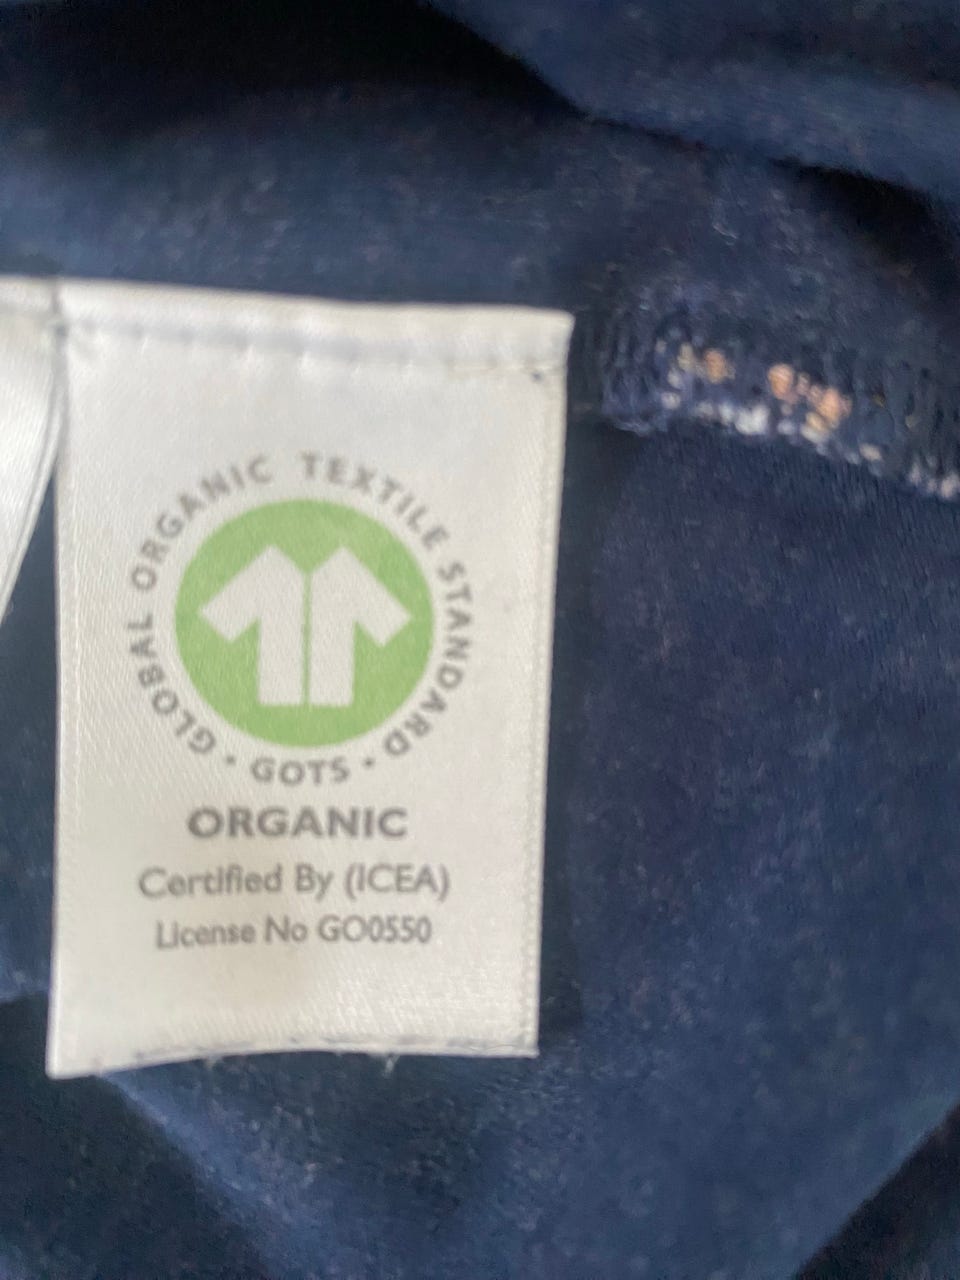 GLOBAL ORGANIC TEXTILE STANDARD
• GOTS •
ORGANIC
Certified By (ICEA)
License No GO0550